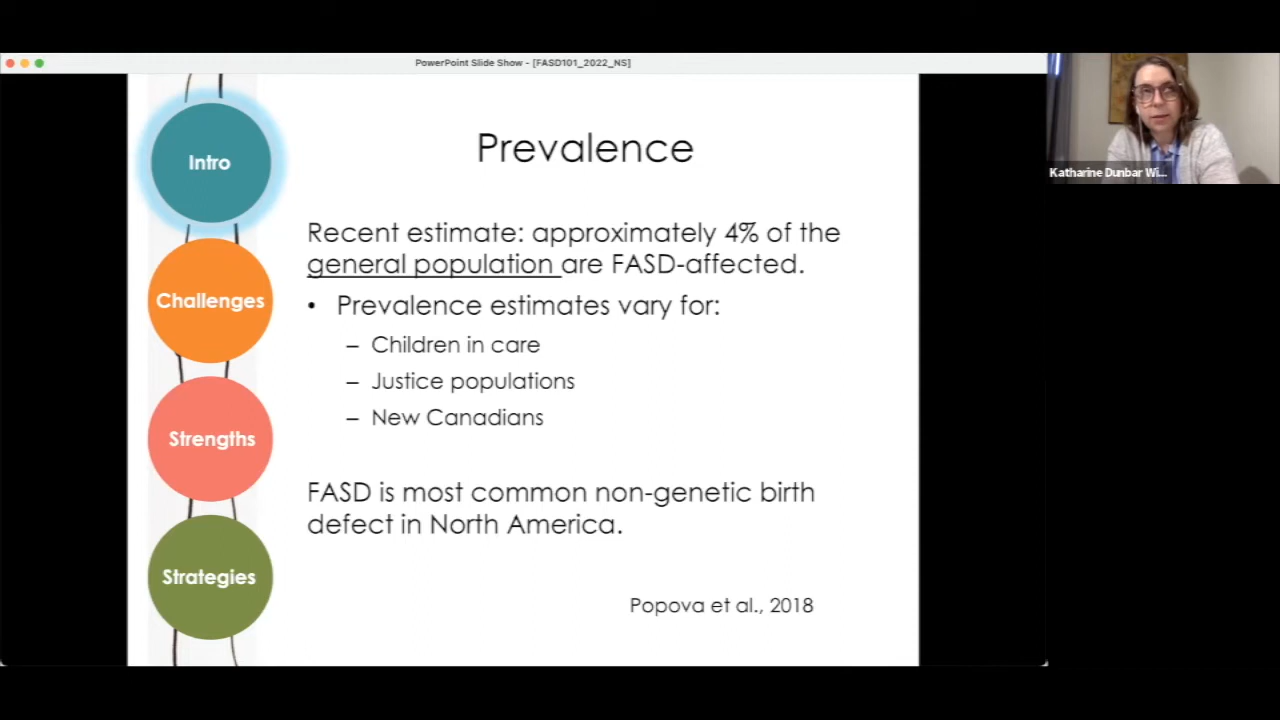 PowerPoint Slide Show - [FASD101_2022_NS]
Katharine Dunbar Wi...
Intro
Challenges
Strengths
Strategies
Prevalence
Recent estimate: approximately 4% of the
general population are FASD-affected.
• Prevalence estimates vary for:
– Children in care
– Justice populations
– New Canadians
FASD is most common non-genetic birth
defect in North America.
Popova et al., 2018